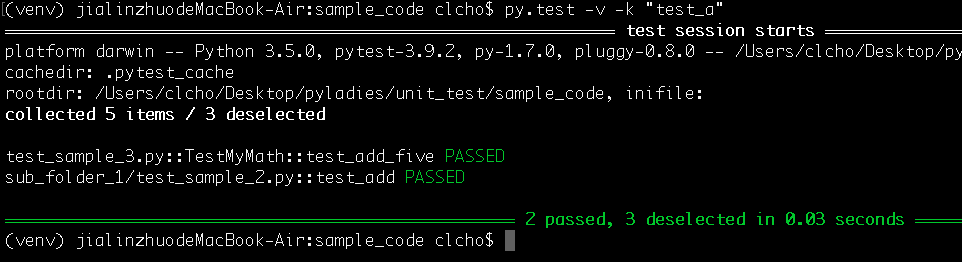 (venv) jialinzhuodeMacBook-Air:sample_code clcho$ py.test -v -k "test_a"
test session starts
platform darwin -- Python 3.5.0, pytest-3.9.2, py-1.7.0, pluggy-0.8.0 -- /Users/clcho/Desktop/py
cachedir: .pytest_cache
rootdir: /Users/clcho/Desktop/pyladies/unit_test/sample_code, inifile:
collected 5 items / 3 deselected
test_sample_3.py::TestMyMath::test_add_five PASSED
sub_folder_1/test_sample_2.py::test_add PASSED
2 passed, 3 deselected in 0.03 seconds
(venv) jialinzhuodeMacBook-Air:sample_code clcho$